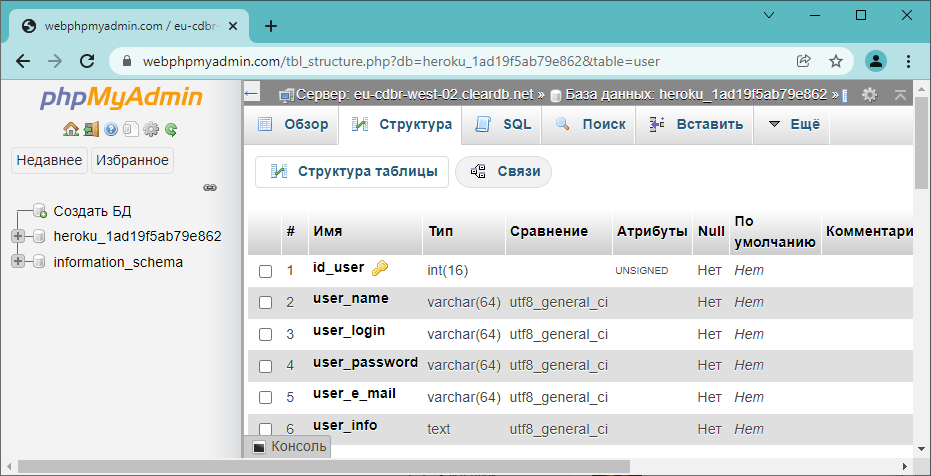 webphpmyadmin.com / eu-cdbr-
webphpmyadmin.com/tbl_structure.php?db=heroku_1ad19f5ab79e862&table=user
phpMyAdmin
Недавнее Избранное
Создать БД
heroku_1ad19f5ab79e862
information_schema
Сервер: eu-cdbr-west-02.cleardb.net » База данных: heroku_1ad19f5ab79e862 »
Обзор Структура SQL Поиск Вставить Ещё
Структура таблицы Связи
# Имя Тип Сравнение Атрибуты Null По умолчанию Комментари
1 id_user int(16) UNSIGNED Нет Нет
2 user_name varchar(64) utf8_general_ci Нет Нет
3 user_login varchar(64) utf8_general_ci Нет Нет
4 user_password varchar(64) utf8_general_ci Нет Нет
5 user_e_mail varchar(64) utf8_general_ci Нет Нет
6 user_info text utf8_general_ci Нет Нет
Консоль